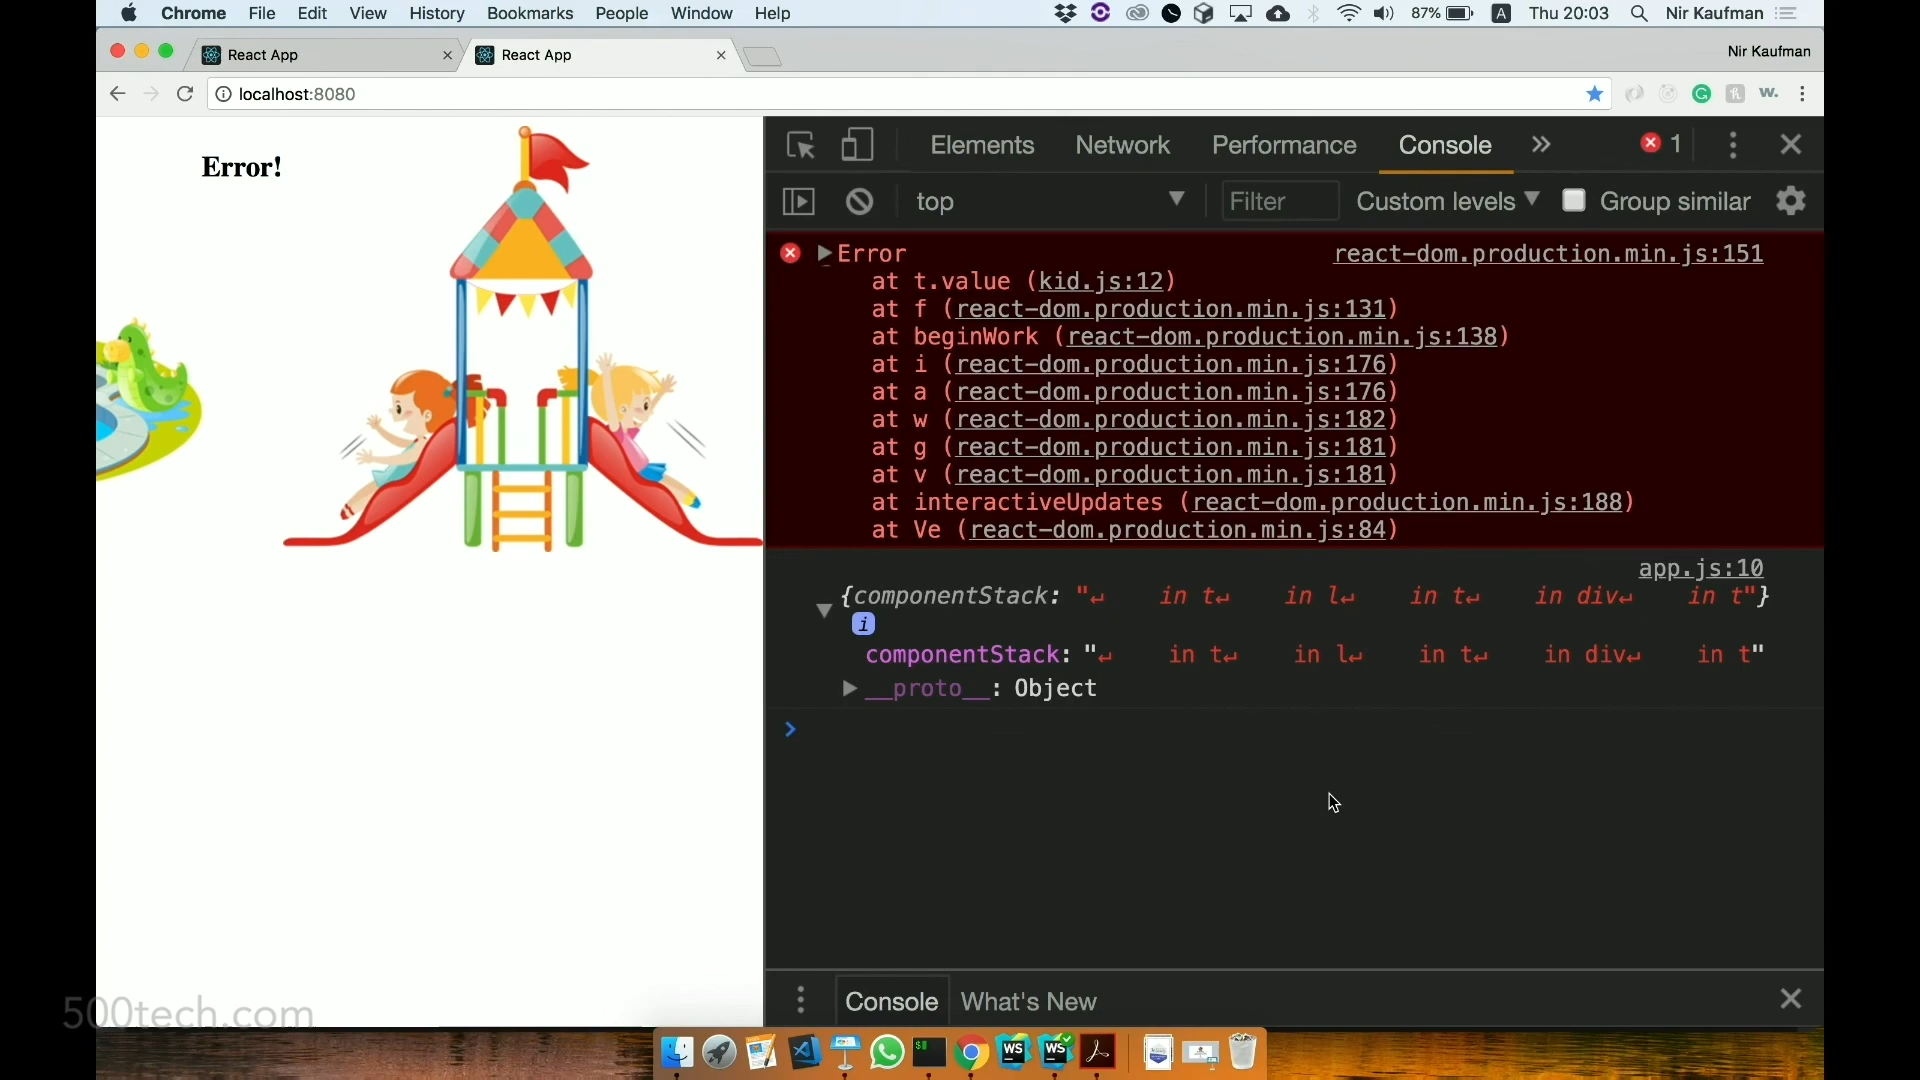 Chrome File Edit View History Bookmarks People Window Help 87% A Thu 20:03 Nir Kaufman
React App × React App × Nir Kaufman
localhost:8080 w.
Error!
Elements Network Performance Console 1
top Filter Custom levels Group similar
Error react-dom.production.min.js:151
at t.value (kid.js:12)
at f (react-dom.production.min.js:131)
at beginWork (react-dom.production.min.js:138)
at i (react-dom.production.min.js:176)
at a (react-dom.production.min.js:176)
at w (react-dom.production.min.js:182)
at g (react-dom.production.min.js:181)
at v (react-dom.production.min.js:181)
at interactiveUpdates (react-dom.production.min.js:188)
at Ve (react-dom.production.min.js:84)
app.js:10
{componentStack: "↵ in t↵ in l↵ in t↵ in div↵ in t"}
i
componentStack: "↵ in t↵ in l↵ in t↵ in div↵ in t"
__proto__: Object
Console What's New
500tech.com
WS WS